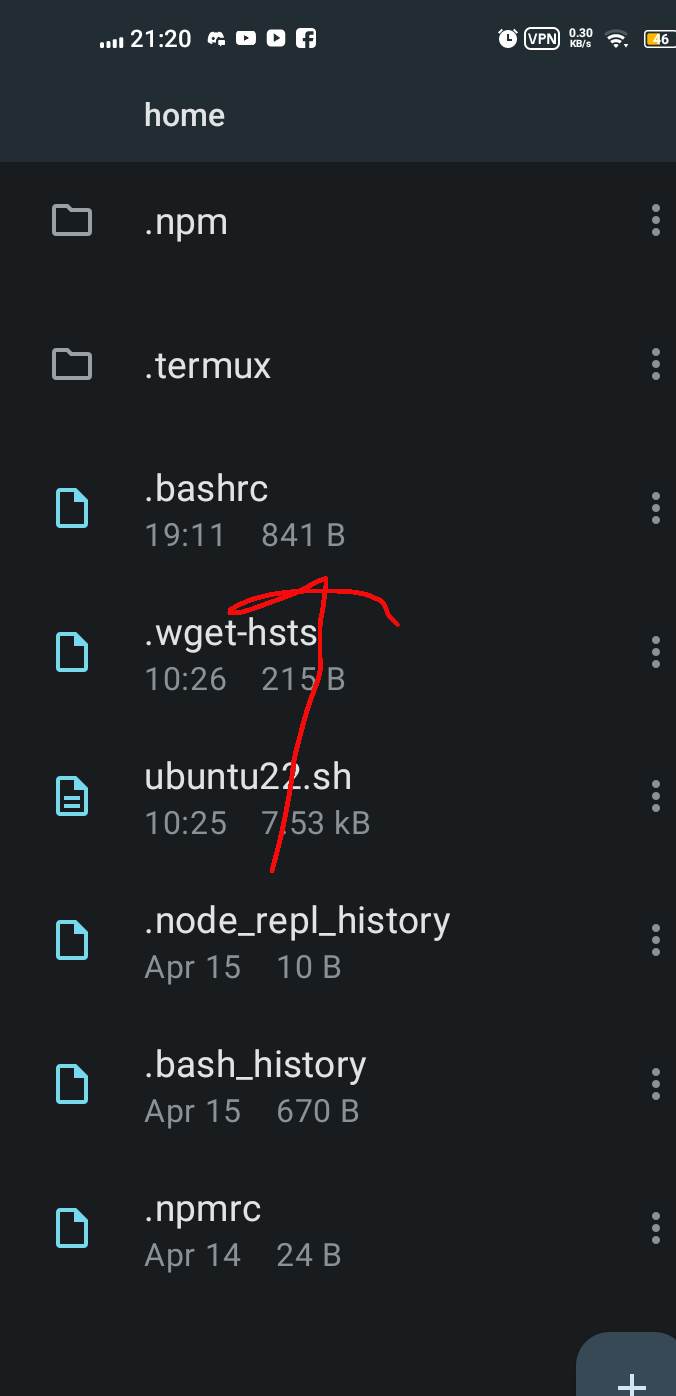 21:20
VPN
0.30
KB/s
46
home
.npm
.termux
.bashrc
19:11 841 B
.wget-hsts
10:26 215 B
ubuntu22.sh
10:25 7.53 kB
.node_repl_history
Apr 15 10 B
.bash_history
Apr 15 670 B
.npmrc
Apr 14 24 B